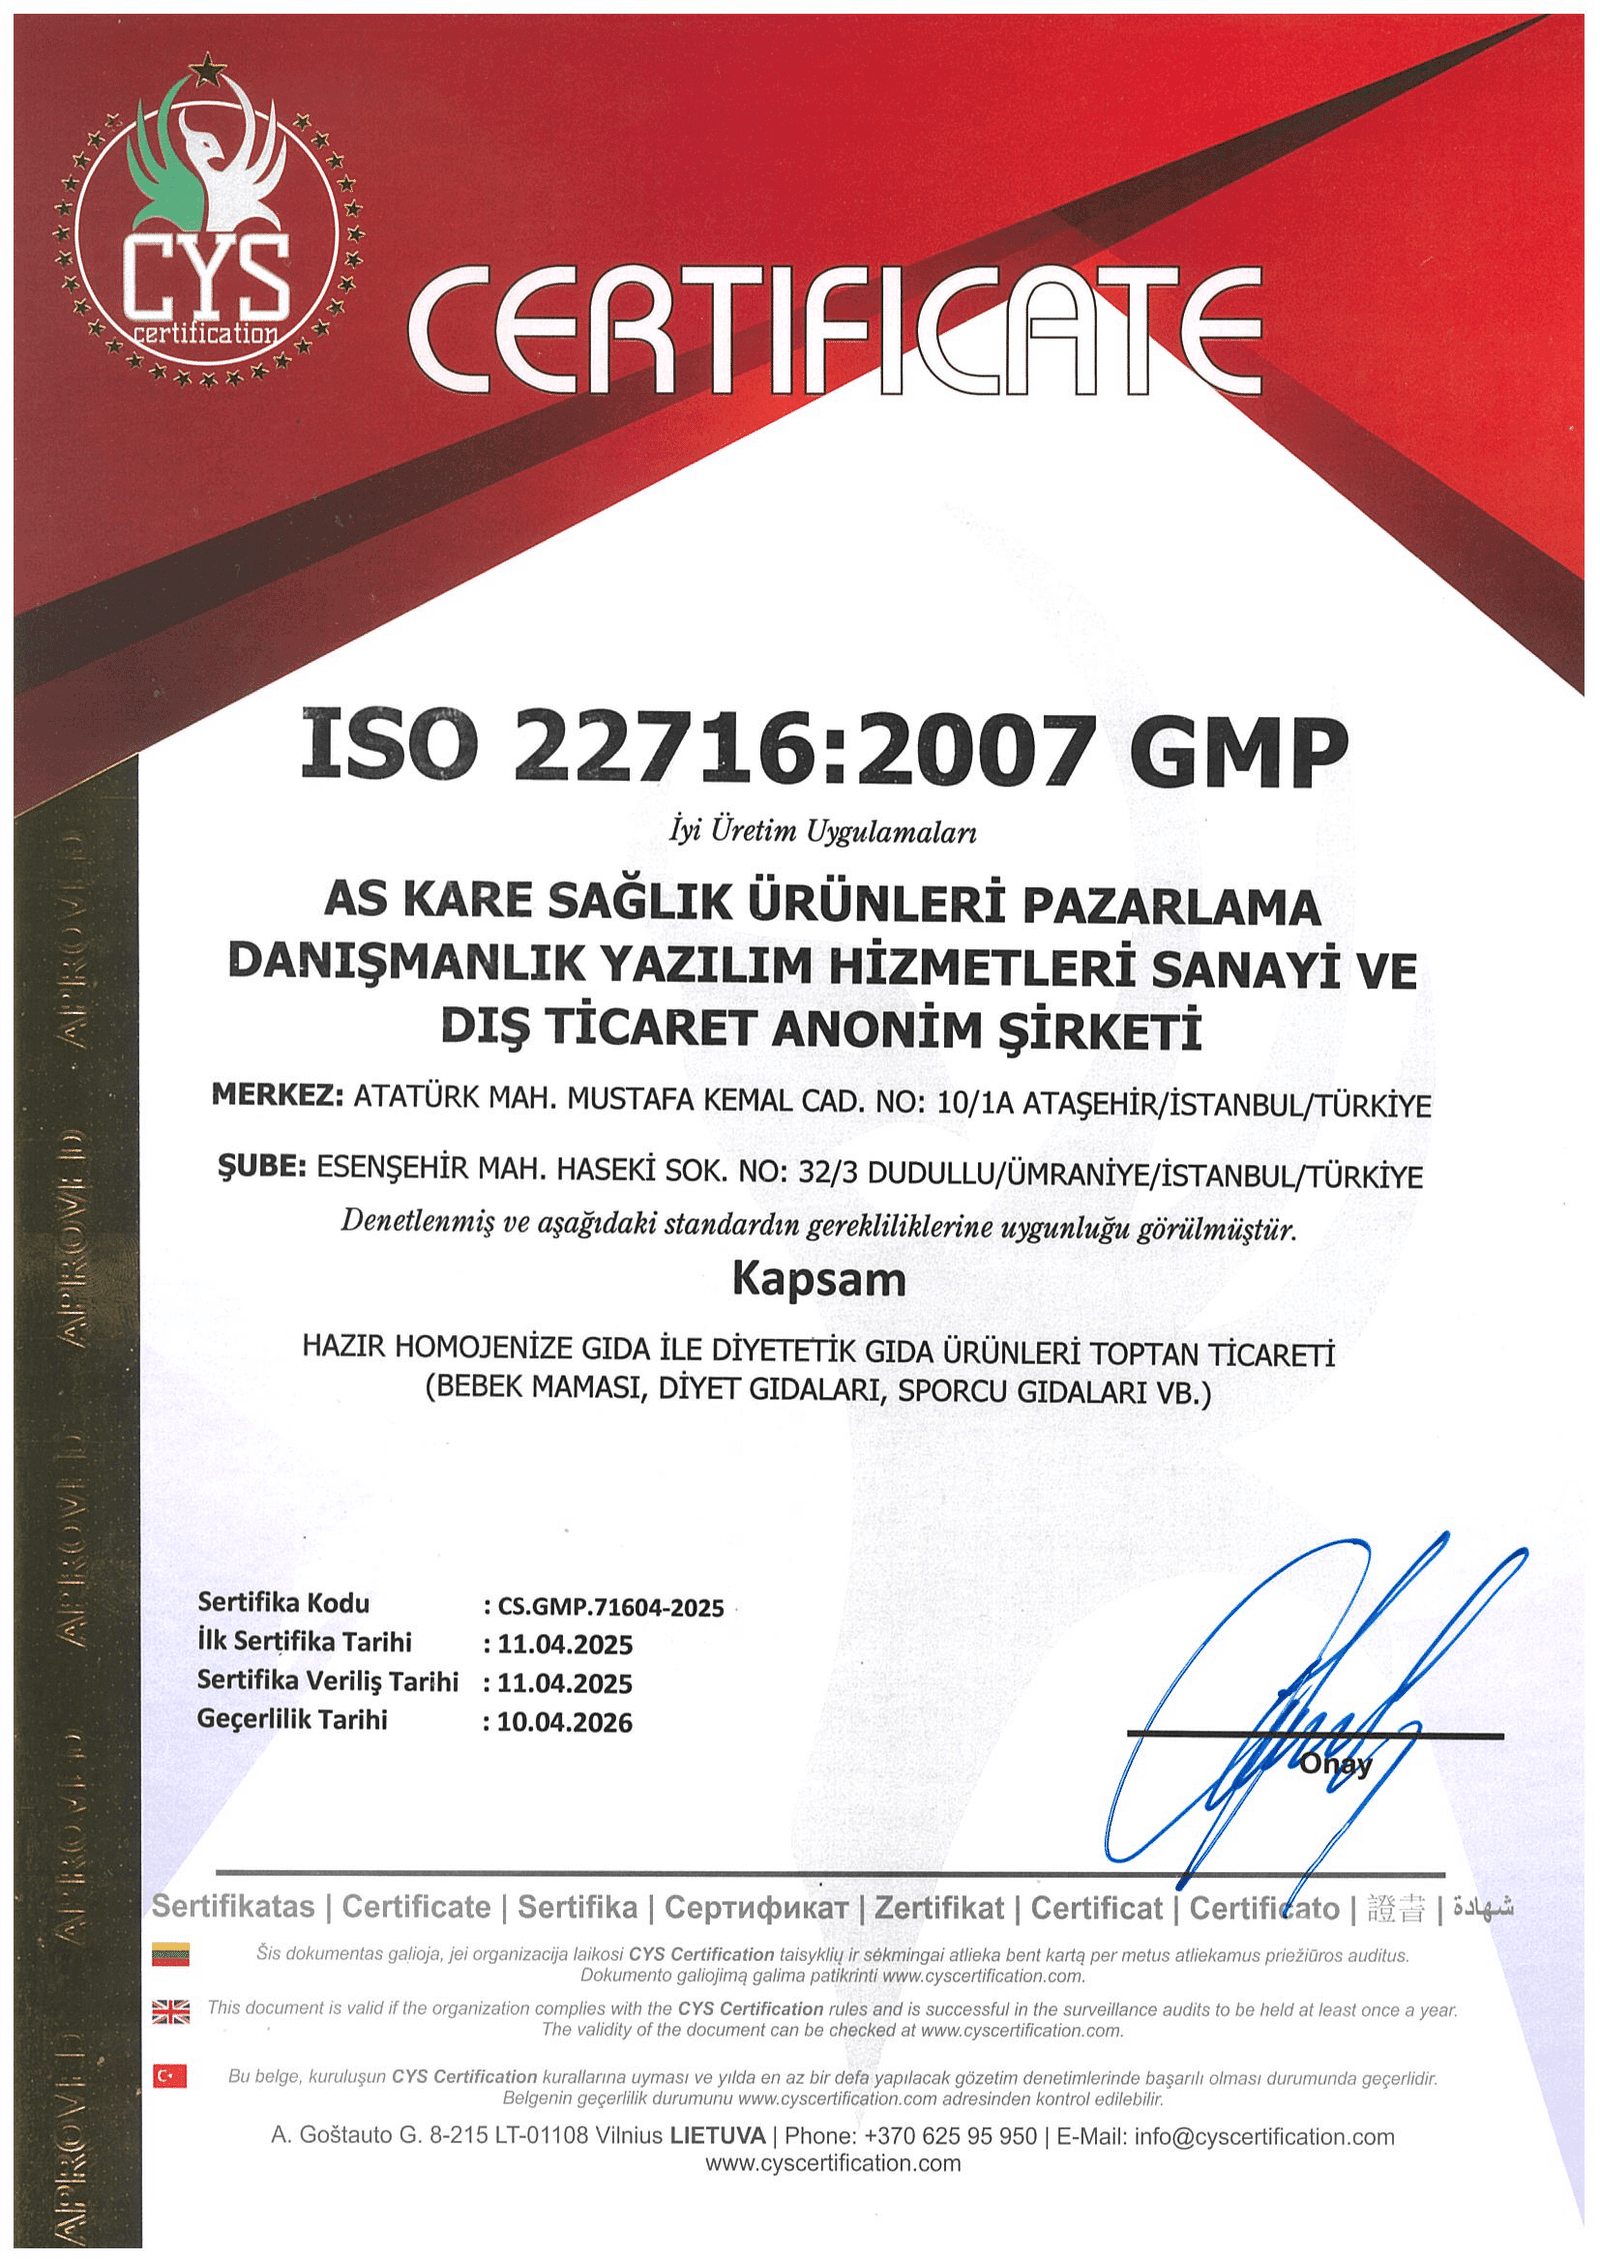 CYS
certification
CERTIFICATE
ISO 22716:2007 GMP
İyi Üretim Uygulamaları
AS KARE SAĞLIK ÜRÜNLERİ PAZARLAMA
DANIŞMANLIK YAZILIM HİZMETLERİ SANAYİ VE
DIŞ TİCARET ANONİM ŞİRKETİ
MERKEZ: ATATÜRK MAH. MUSTAFA KEMAL CAD. NO: 10/1A ATAŞEHİR/İSTANBUL/TÜRKİYE
ŞUBE: ESENŞEHİR MAH. HASEKİ SOK. NO: 32/3 DUDULLU/ÜMRANİYE/İSTANBUL/TÜRKİYE
Denetlenmiş ve aşağıdaki standardın gerekliliklerine uygunluğu görülmüştür.
Kapsam
HAZIR HOMOJENİZE GIDA İLE DİYETETİK GIDA ÜRÜNLERİ TOPTAN TİCARETİ
(BEBEK MAMASI, DİYET GIDALARI, SPORCU GIDALARI VB.)
Sertifika Kodu : CS.GMP.71604-2025
İlk Sertifika Tarihi : 11.04.2025
Sertifika Veriliş Tarihi : 11.04.2025
Geçerlilik Tarihi : 10.04.2026
Onay
Sertifikatas | Certificate | Sertifika | Сертификат | Zertifikat | Certificat | Certificato | 證書 | شهادة
Šis dokumentas galioja, jei organizacija laikosi CYS Certification taisyklių ir sėkmingai atlieka bent kartą per metus atliekamus priežiūros auditus.
Dokumento galiojimą galima patikrinti www.cyscertification.com.
This document is valid if the organization complies with the CYS Certification rules and is successful in the surveillance audits to be held at least once a year.
The validity of the document can be checked at www.cyscertification.com.
Bu belge, kuruluşun CYS Certification kurallarına uyması ve yılda en az bir defa yapılacak gözetim denetimlerinde başarılı olması durumunda geçerlidir.
Belgenin geçerlilik durumunu www.cyscertification.com adresinden kontrol edilebilir.
A. Goštauto G. 8-215 LT-01108 Vilnius LIETUVA | Phone: +370 625 95 950 | E-Mail: info@cyscertification.com
www.cyscertification.com
APROVED
APROVED
APROVED
APROVED
APROVED